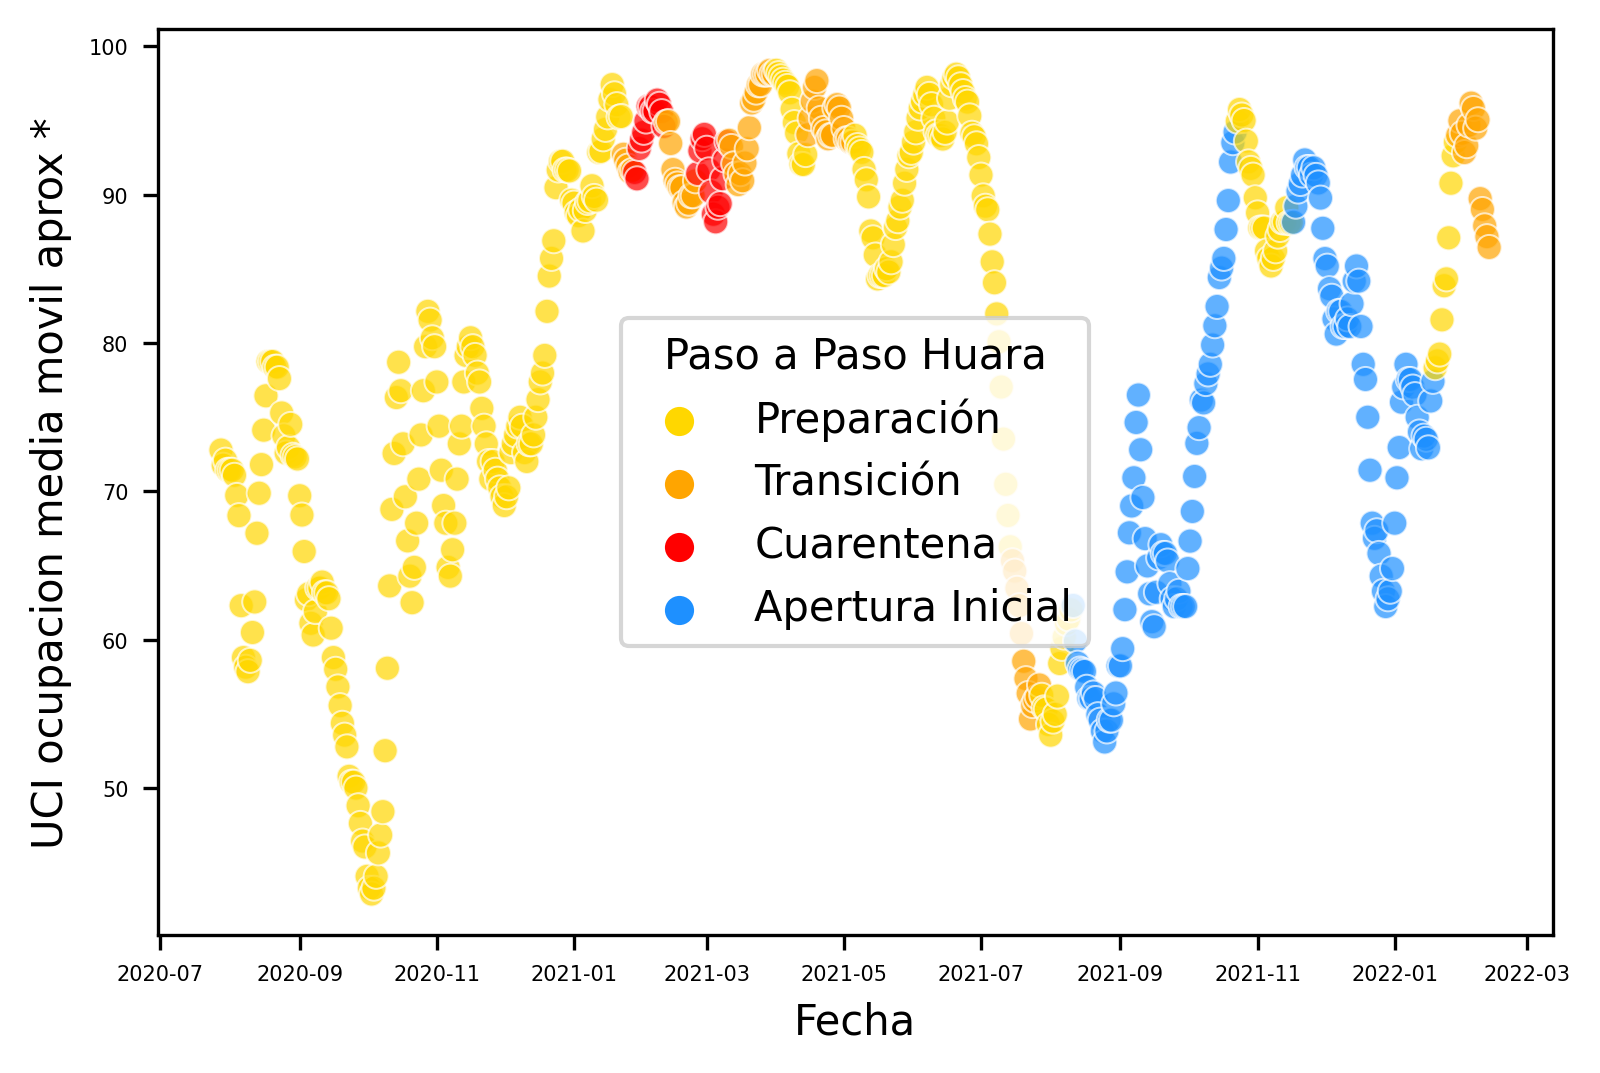 UCI ocupacion media movil aprox *
100
90
80
70
60
50
Paso a Paso Huara
Preparación
Transición
Cuarentena
Apertura Inicial
2020-07 2020-09 2020-11 2021-01 2021-03 2021-05 2021-07 2021-09 2021-11 2022-01 2022-03
Fecha